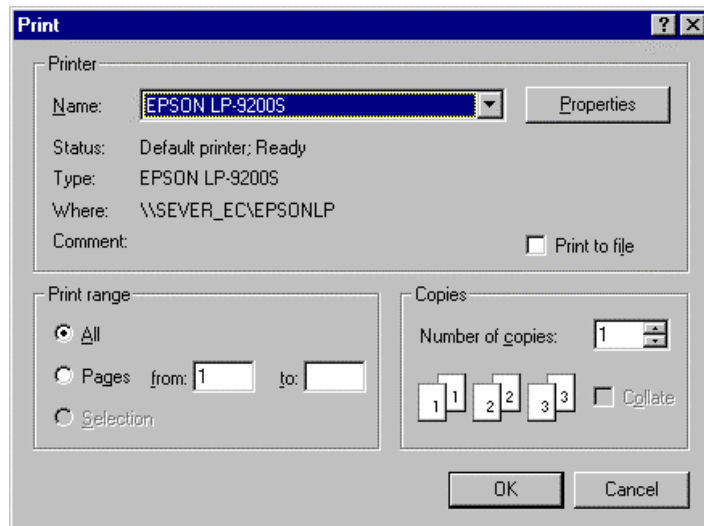 Print
Printer
Name: EPSON LP-9200S Properties
Status: Default printer; Ready
Type: EPSON LP-9200S
Where: \\SEVER_EC\EPSONLP
Comment: Print to file
Print range
All
Pages from: 1 to:
Selection
Copies
Number of copies: 1
1 1 2 2 3 3 Collate
OK Cancel